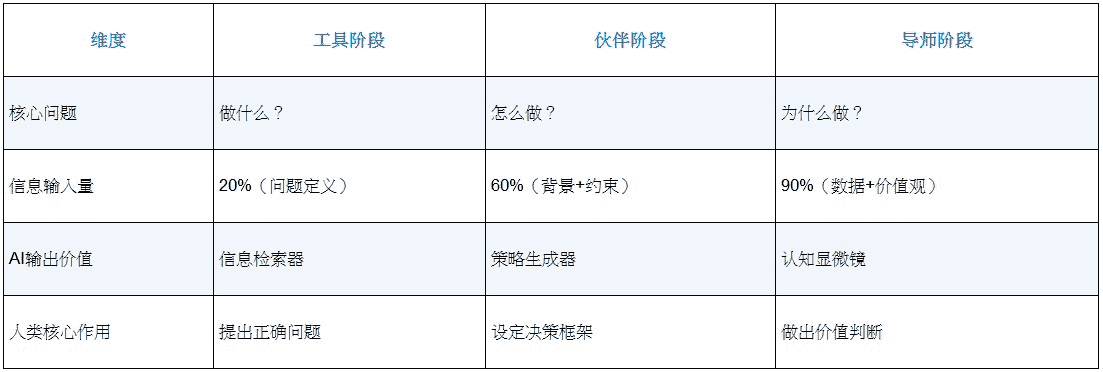 维度 工具阶段 伙伴阶段 导师阶段
核心问题 做什么？ 怎么做？ 为什么做？
信息输入量 20%（问题定义） 60%（背景+约束） 90%（数据+价值观）
AI输出价值 信息检索器 策略生成器 认知显微镜
人类核心作用 提出正确问题 设定决策框架 做出价值判断